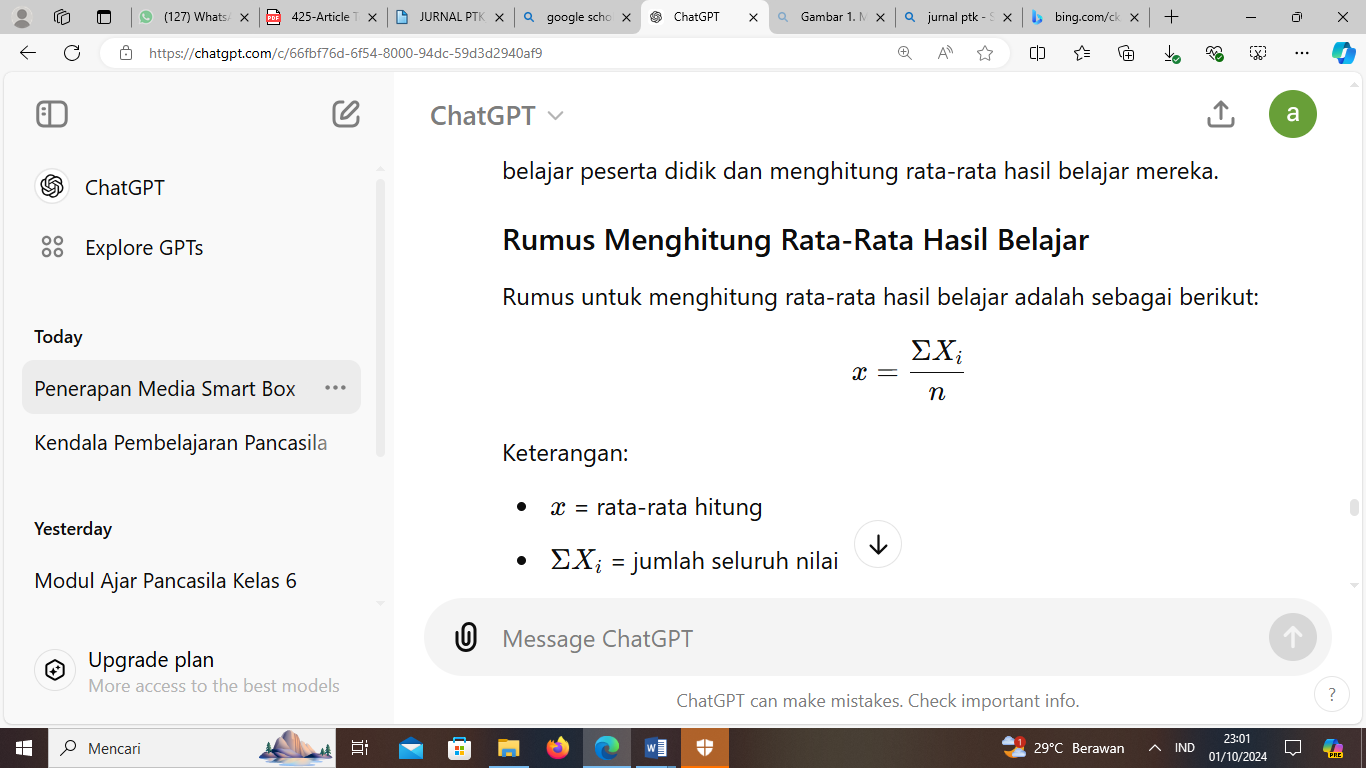 (127) WhatsA
425-Article T
JURNAL PTK
google scho
ChatGPT
Gambar 1. M
jurnal ptk - S
bing.com/ck
https://chatgpt.com/c/66fbf76d-6f54-8000-94dc-59d3d2940af9
ChatGPT
Explore GPTs
Today
Penerapan Media Smart Box
Kendala Pembelajaran Pancasila
Yesterday
Modul Ajar Pancasila Kelas 6
Upgrade plan
More access to the best models
ChatGPT
a
belajar peserta didik dan menghitung rata-rata hasil belajar mereka.
Rumus Menghitung Rata-Rata Hasil Belajar
Rumus untuk menghitung rata-rata hasil belajar adalah sebagai berikut:
x = ΣXᵢ / n
Keterangan:
• x = rata-rata hitung
• ΣXᵢ = jumlah seluruh nilai
Message ChatGPT
ChatGPT can make mistakes. Check important info.
?
Mencari
29°C Berawan
IND
23:01
01/10/2024